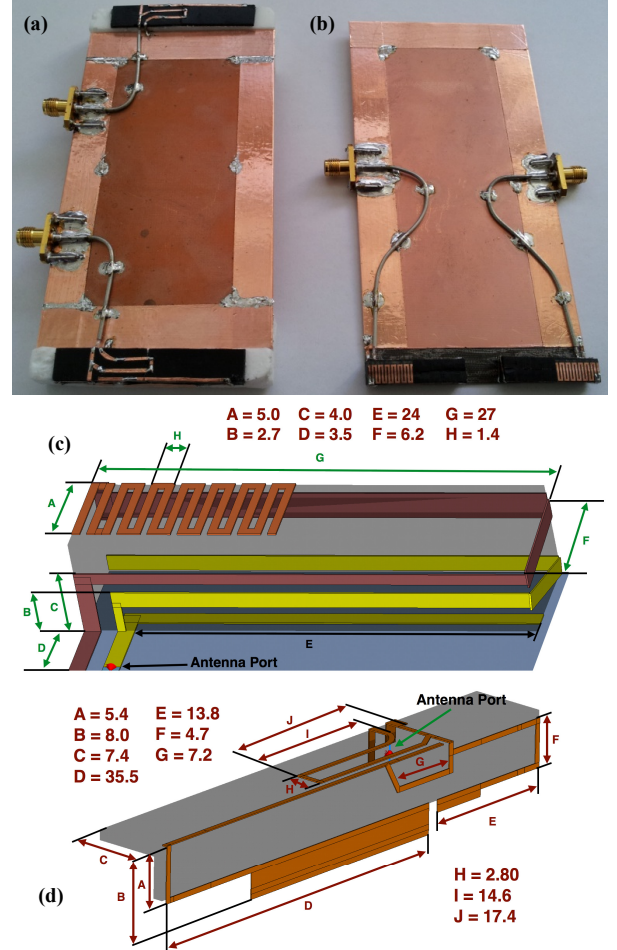 (a)
(b)
A = 5.0 C = 4.0 E = 24 G = 27
B = 2.7 D = 3.5 F = 6.2 H = 1.4
(c)
H
G
A
F
B
C
E
D
Antenna Port
A = 5.4 E = 13.8
B = 8.0 F = 4.7
C = 7.4 G = 7.2
D = 35.5
Antenna Port
J
I
F
G
H
E
C
A
B
D
(d)
H = 2.80
I = 14.6
J = 17.4